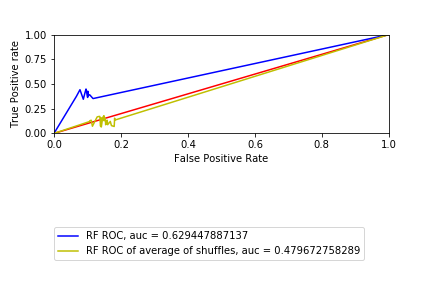 1.00
0.75
0.50
0.25
0.00
True Positive rate
0.0 0.2 0.4 0.6 0.8 1.0
False Positive Rate
RF ROC, auc = 0.629447887137
RF ROC of average of shuffles, auc = 0.479672758289